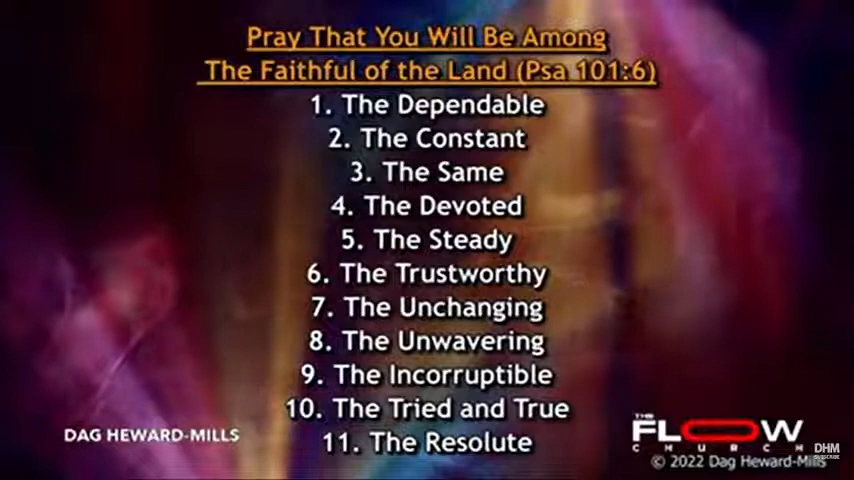 Pray That You Will Be Among
The Faithful of the Land (Psa 101:6)
1. The Dependable
2. The Constant
3. The Same
4. The Devoted
5. The Steady
6. The Trustworthy
7. The Unchanging
8. The Unwavering
9. The Incorruptible
10. The Tried and True
11. The Resolute
DAG HEWARD-MILLS
THE
FLOW
CHURCH
DHM
SUBSCRIBE
© 2022 Dag Heward-Mills